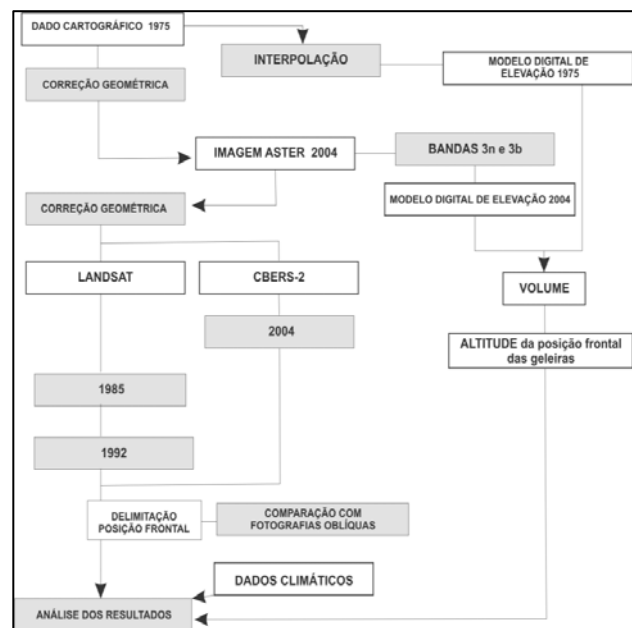 DADO CARTOGRÁFICO 1975
INTERPOLAÇÃO
MODELO DIGITAL DE
ELEVAÇÃO 1975
CORREÇÃO GEOMÉTRICA
IMAGEM ASTER 2004
BANDAS 3n e 3b
CORREÇÃO GEOMÉTRICA
MODELO DIGITAL DE ELEVAÇÃO 2004
LANDSAT
CBERS-2
VOLUME
2004
ALTITUDE da posição frontal
das geleiras
1985
1992
DELIMITAÇÃO
POSIÇÃO FRONTAL
COMPARAÇÃO COM
FOTOGRAFIAS OBLÍQUAS
DADOS CLIMÁTICOS
ANÁLISE DOS RESULTADOS